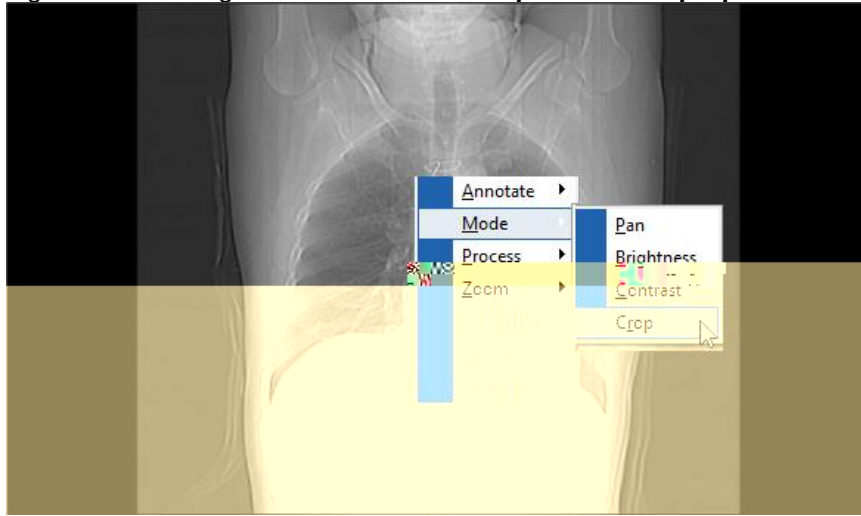 Annotate
Mode
Process
Zoom
Pan
Brightness
Contrast
Crop